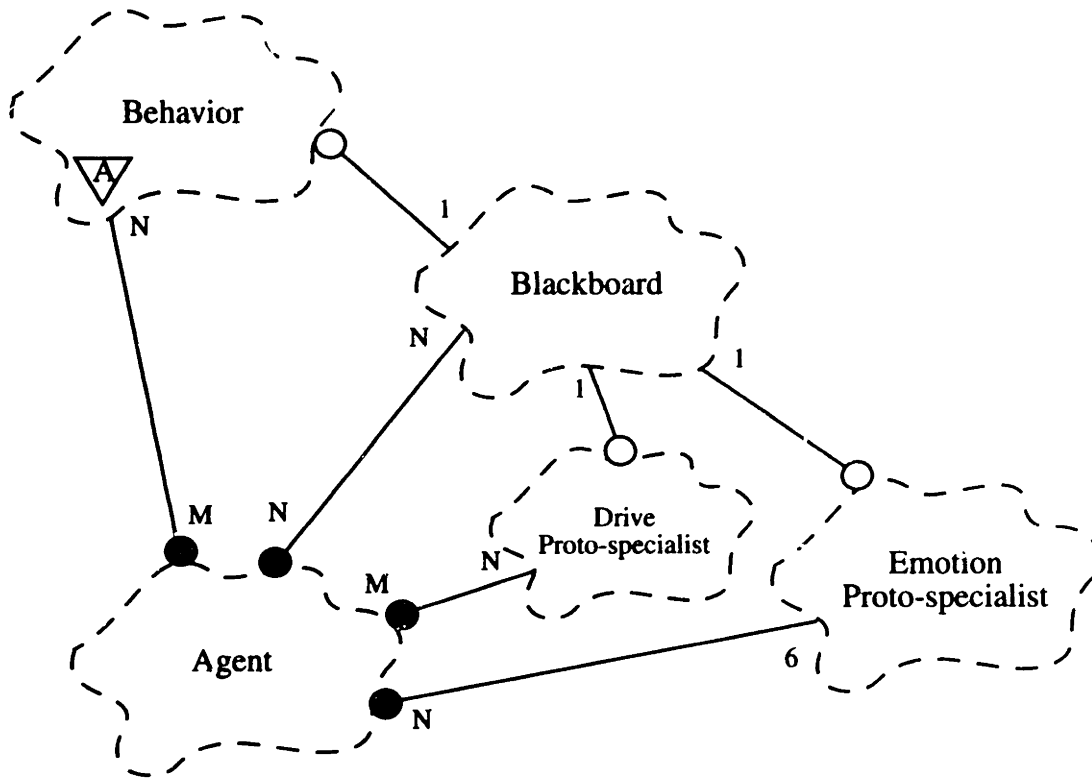 Behavior
A
N
1
Blackboard
N
1
1
M
N
Drive
Proto-specialist
N
M
Emotion
Proto-specialist
Agent
6
N